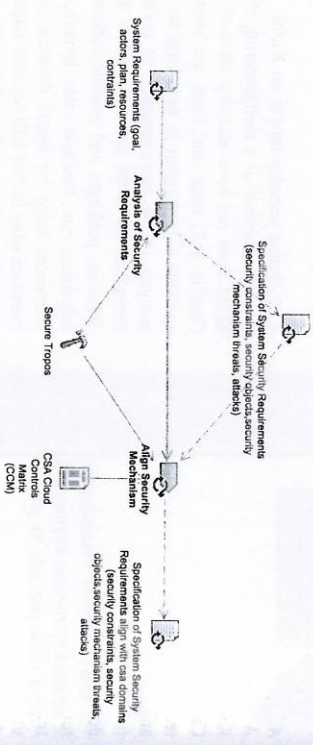 System Requirements (goal,
actors, plan, resources,
contraints)
Analysis of Security
Requirements
Specification of System Security Requirements
(security constraints, security objects,security
mechanism threats, attacks)
Secure Tropos
Align Security
Mechanism
CSA Cloud
Controls
Matrix
(CCM)
Specification of System Security
Requirements align with csa domains
(security constraints, security
objects,security mechanism threats,
attacks)